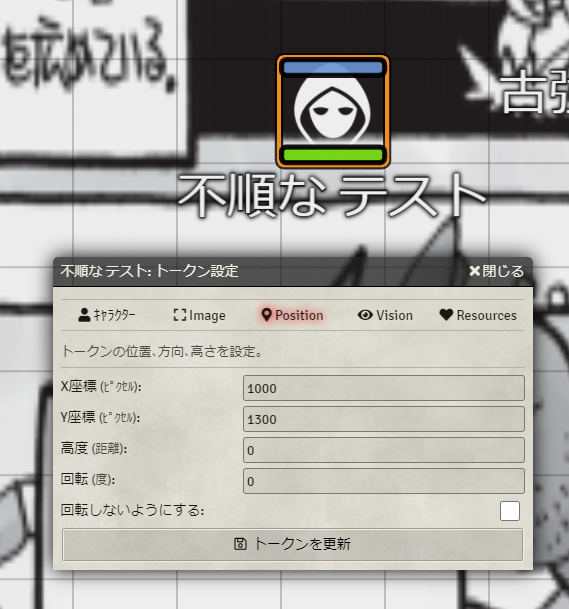 を広めている。
古弦
不順な テスト
不順な テスト: トークン設定
閉じる
キャラクター Image Position Vision Resources
トークンの位置、方向、高さを設定。
X座標 (ピクセル): 1000
Y座標 (ピクセル): 1300
高度 (距離): 0
回転 (度): 0
回転しないようにする:
トークンを更新